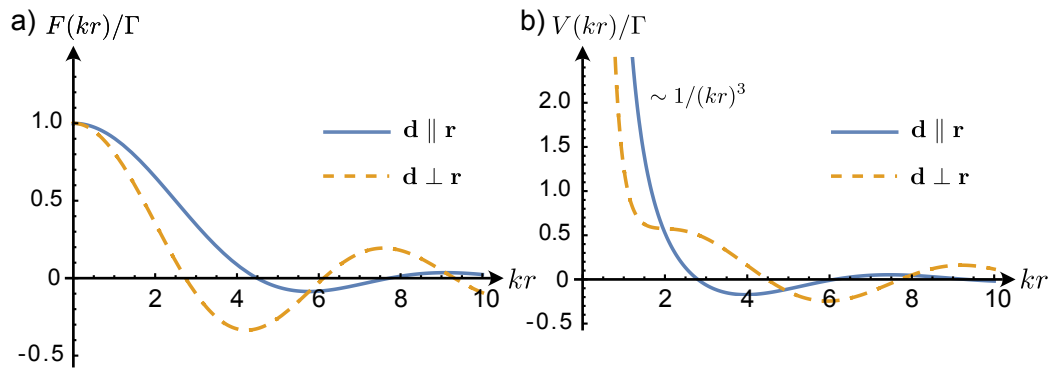 a) F(kr)/Γ
1.0
0.5
0
-0.5
2 4 6 8 10 kr
d ∥ r
d ⊥ r
b) V(kr)/Γ
2.0
1.5
1.0
0.5
0
-0.5
2 4 6 8 10 kr
∼ 1/(kr)³
d ∥ r
d ⊥ r